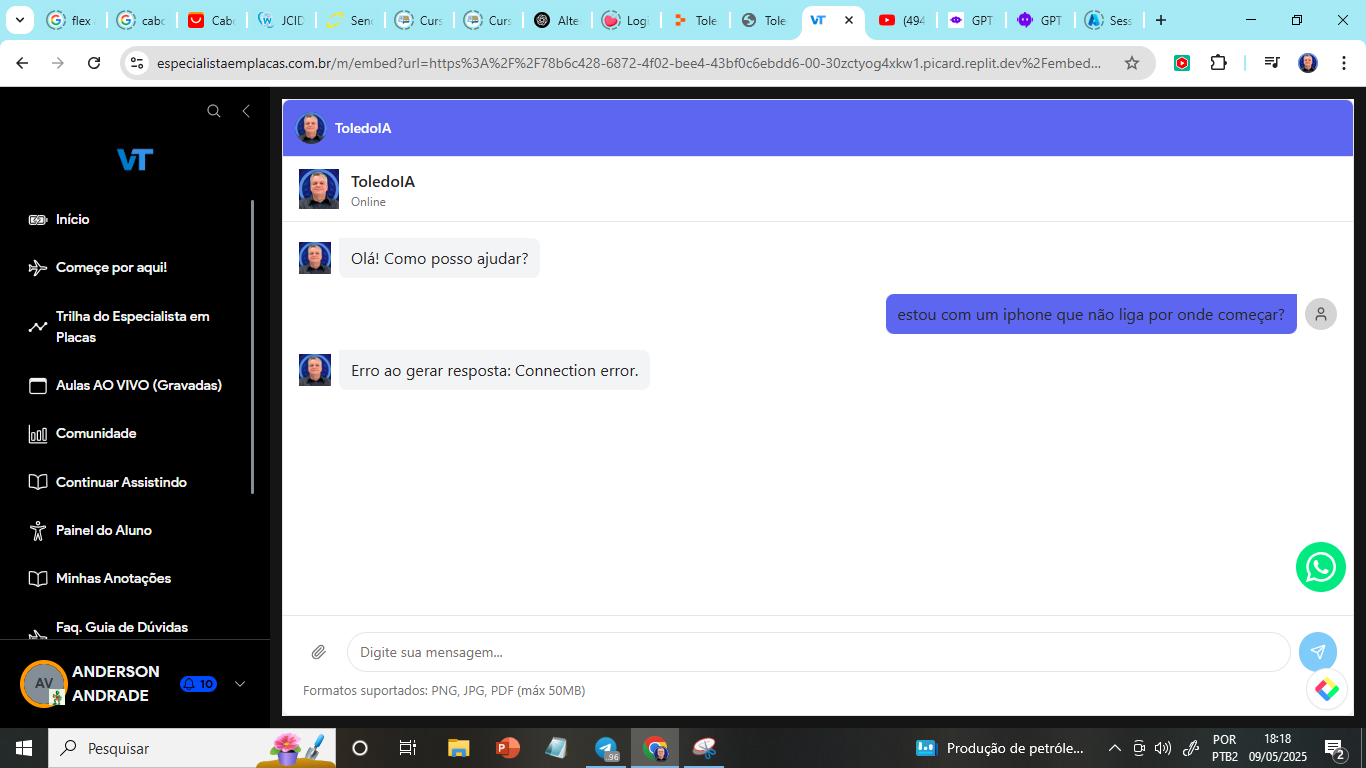 flex
cabo
Cabo
JCID
Senc
Curs
Curs
Alte
Logi
Tole
Tole
VT
(494
GPT
GPT
Sess
especialistaemplacas.com.br/m/embed?url=https%3A%2F%2F78b6c428-6872-4f02-bee4-43bf0c6ebdd6-00-30zctyog4xkw1.picard.replit.dev%2Fembed...
VT
Início
Começe por aqui!
Trilha do Especialista em
Placas
Aulas AO VIVO (Gravadas)
Comunidade
Continuar Assistindo
Painel do Aluno
Minhas Anotações
Faq. Guia de Dúvidas
AV
ANDERSON
ANDRADE
10
ToledoIA
ToledoIA
Online
Olá! Como posso ajudar?
estou com um iphone que não liga por onde começar?
Erro ao gerar resposta: Connection error.
Digite sua mensagem...
Formatos suportados: PNG, JPG, PDF (máx 50MB)
Pesquisar
.96
Produção de petróle...
POR
PTB2
18:18
09/05/2025
2